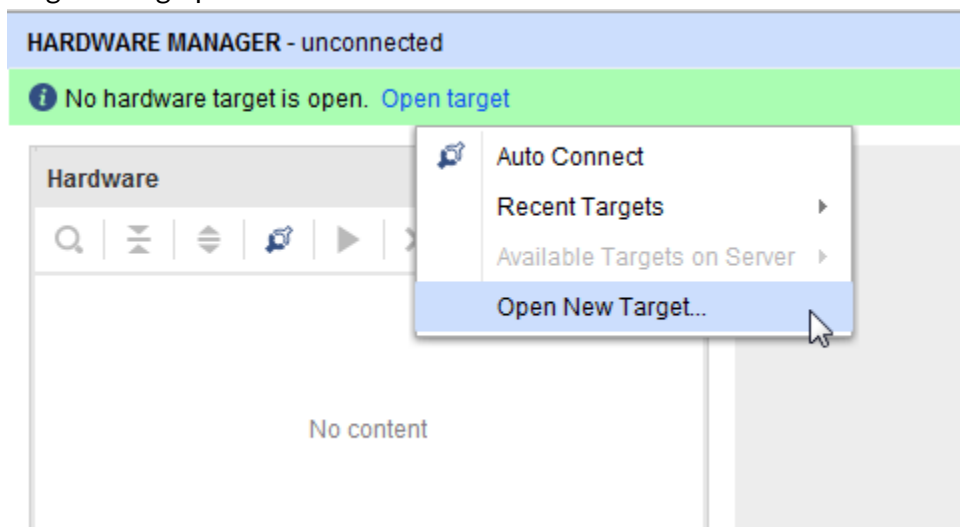 HARDWARE MANAGER - unconnected
No hardware target is open. Open target
Hardware
Auto Connect
Recent Targets
Available Targets on Server
Open New Target...
No content